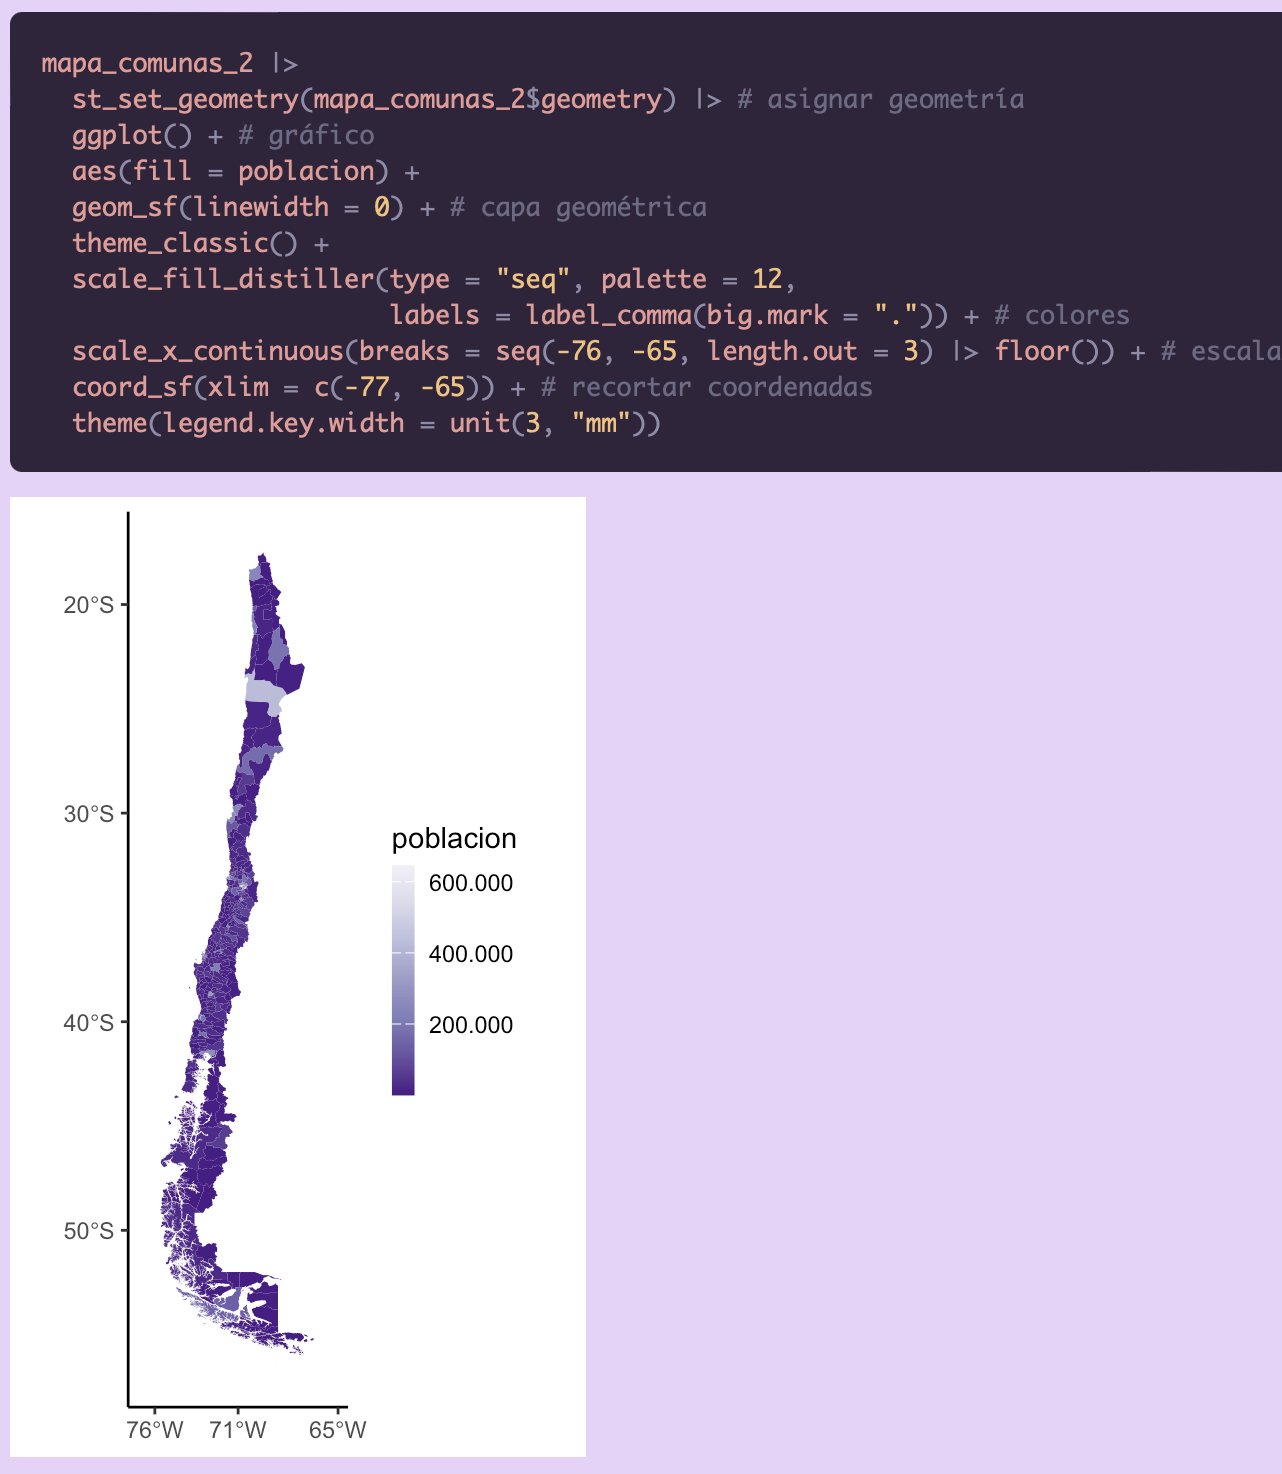 mapa_comunas_2 |>
  st_set_geometry(mapa_comunas_2$geometry) |> # asignar geometría
  ggplot() + # gráfico
  aes(fill = poblacion) +
  geom_sf(linewidth = 0) + # capa geométrica
  theme_classic() +
  scale_fill_distiller(type = "seq", palette = 12,
                       labels = label_comma(big.mark = ".")) + # colores
  scale_x_continuous(breaks = seq(-76, -65, length.out = 3) |> floor()) + # escala
  coord_sf(xlim = c(-77, -65)) + # recortar coordenadas
  theme(legend.key.width = unit(3, "mm"))
20°S
30°S
40°S
50°S
poblacion
600.000
400.000
200.000
76°W 71°W 65°W